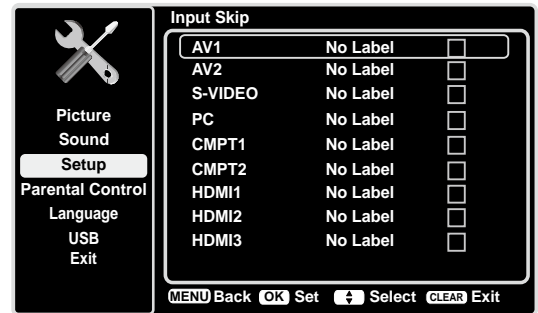 Input Skip
AV1 No Label
AV2 No Label
S-VIDEO No Label
PC No Label
CMPT1 No Label
CMPT2 No Label
HDMI1 No Label
HDMI2 No Label
HDMI3 No Label
Picture
Sound
Setup
Parental Control
Language
USB
Exit
MENU Back OK Set Select CLEAR Exit